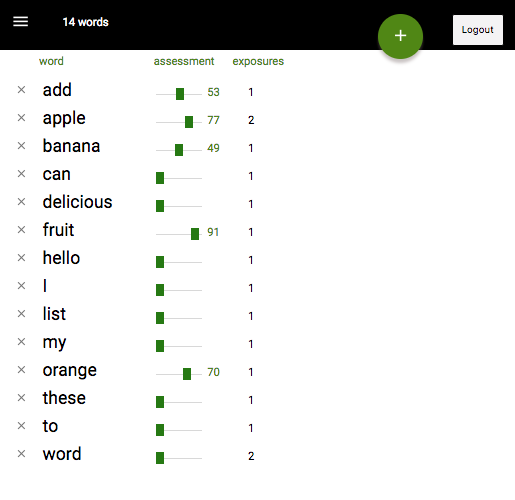 14 words
+
Logout
word assessment exposures
× add 53 1
× apple 77 2
× banana 49 1
× can 1
× delicious 1
× fruit 91 1
× hello 1
× I 1
× list 1
× my 1
× orange 70 1
× these 1
× to 1
× word 2